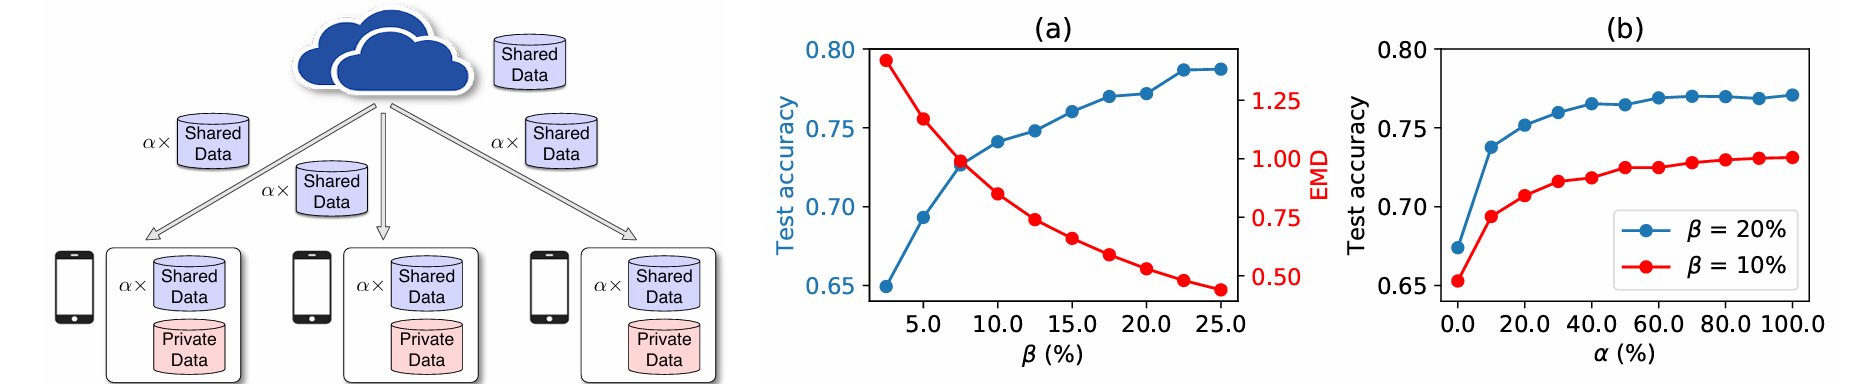 Shared
Data
α×
Shared
Data
α×
Shared
Data
α×
Shared
Data
α×
Shared
Data
Private
Data
α×
Shared
Data
Private
Data
α×
Shared
Data
Private
Data
(a)
Test accuracy
0.80
0.75
0.70
0.65
1.25
1.00
0.75
0.50
EMD
5.0 10.0 15.0 20.0 25.0
β (%)
(b)
Test accuracy
0.80
0.75
0.70
0.65
β = 20%
β = 10%
0.0 20.0 40.0 60.0 80.0 100.0
α (%)